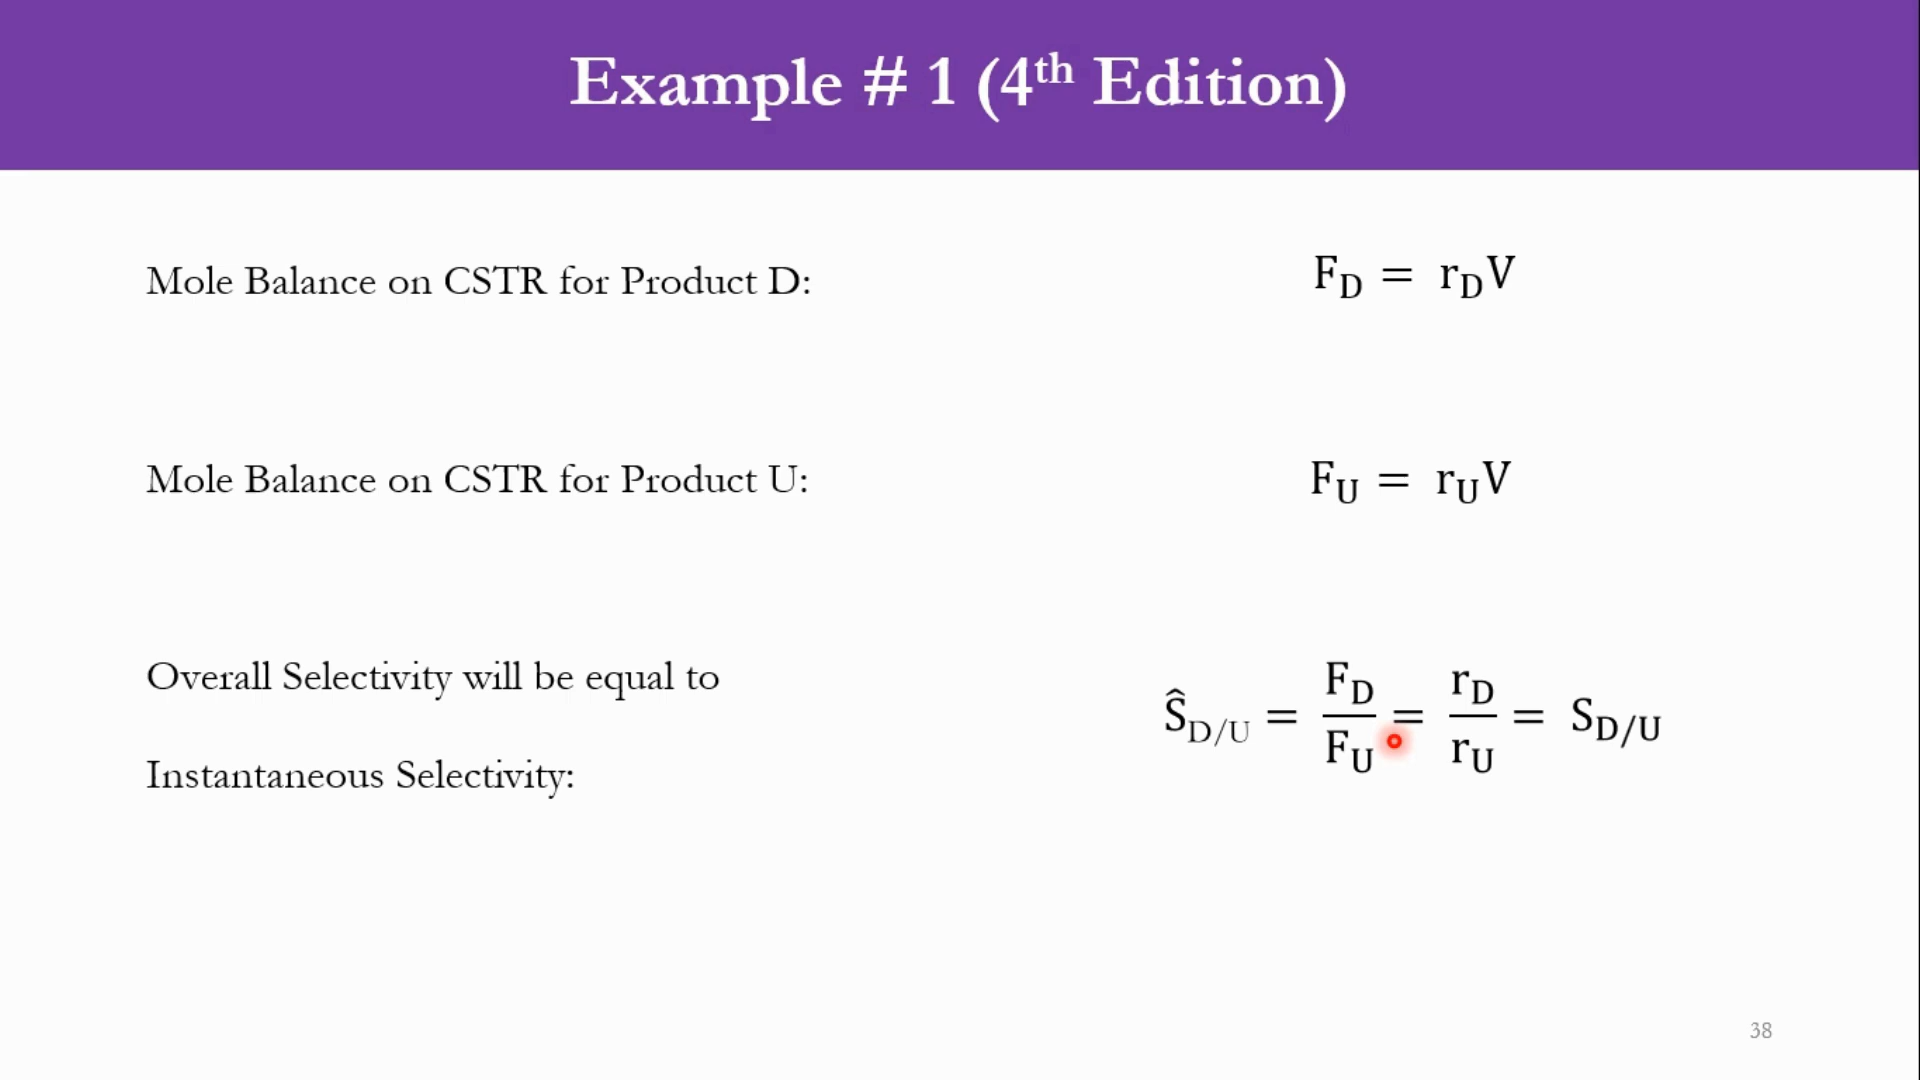 Example # 1 (4th Edition)
Mole Balance on CSTR for Product D:
F_D = r_D V
Mole Balance on CSTR for Product U:
F_U = r_U V
Overall Selectivity will be equal to
Instantaneous Selectivity:
Ŝ_D/U = F_D/F_U = r_D/r_U = S_D/U
38